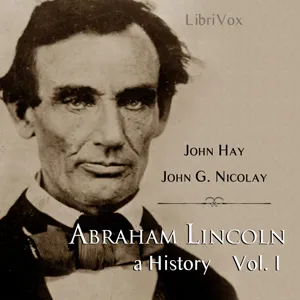 LibriVox
John Hay
John G. Nicolay
Abraham Lincoln
a History Vol. I